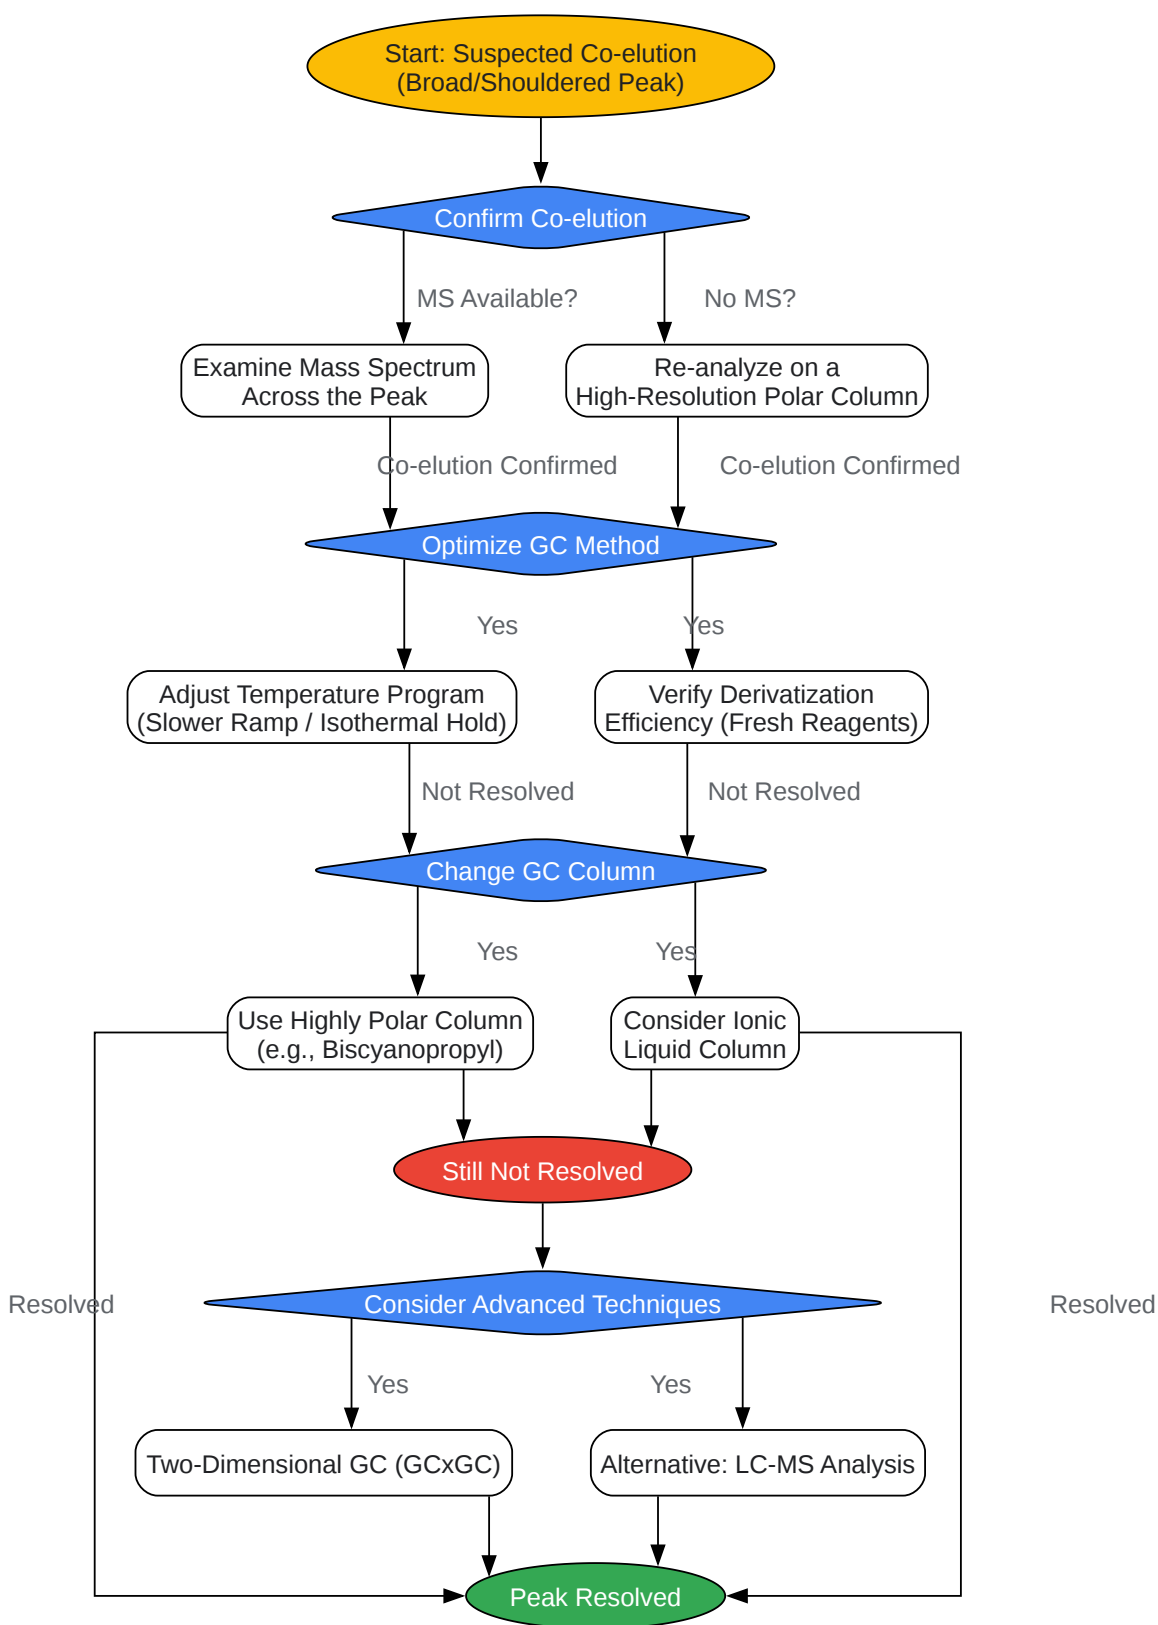 Start: Suspected Co-elution
(Broad/Shouldered Peak)
Confirm Co-elution
MS Available?
No MS?
Examine Mass Spectrum
Across the Peak
Re-analyze on a
High-Resolution Polar Column
Co-elution Confirmed
Co-elution Confirmed
Optimize GC Method
Yes
Yes
Adjust Temperature Program
(Slower Ramp / Isothermal Hold)
Verify Derivatization
Efficiency (Fresh Reagents)
Not Resolved
Not Resolved
Change GC Column
Yes
Yes
Use Highly Polar Column
(e.g., Biscyanopropyl)
Consider Ionic
Liquid Column
Still Not Resolved
Resolved
Consider Advanced Techniques
Resolved
Yes
Yes
Two-Dimensional GC (GCxGC)
Alternative: LC-MS Analysis
Peak Resolved